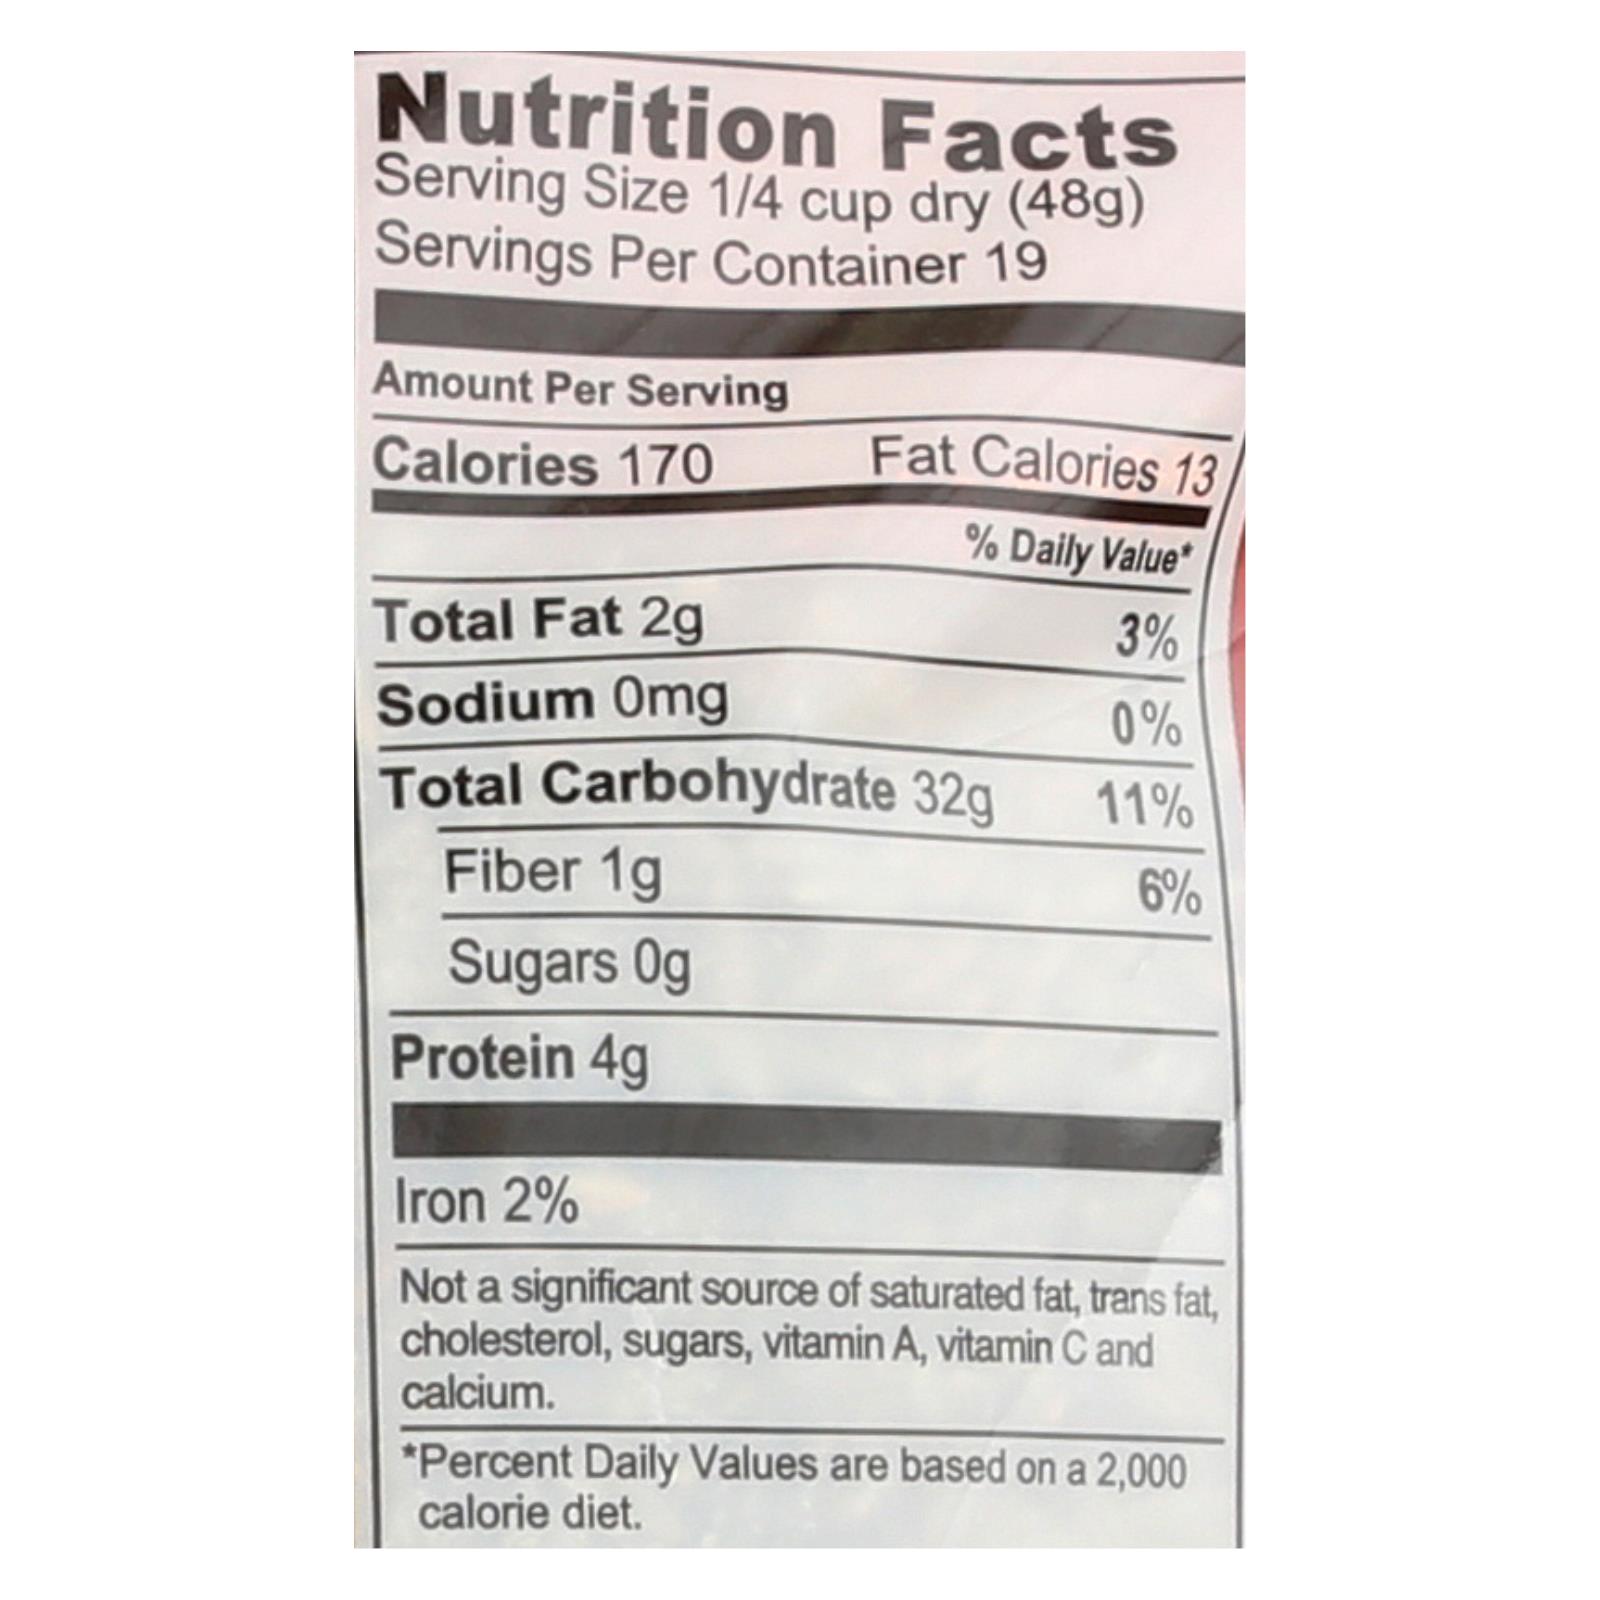 Nutrition Facts
Serving Size 1/4 cup dry (48g)
Servings Per Container 19
Amount Per Serving
Calories 170 Fat Calories 13
% Daily Value*
Total Fat 2g 3%
Sodium 0mg 0%
Total Carbohydrate 32g 11%
Fiber 1g 6%
Sugars 0g
Protein 4g
Iron 2%
Not a significant source of saturated fat, trans fat,
cholesterol, sugars, vitamin A, vitamin C and
calcium.
*Percent Daily Values are based on a 2,000
calorie diet.